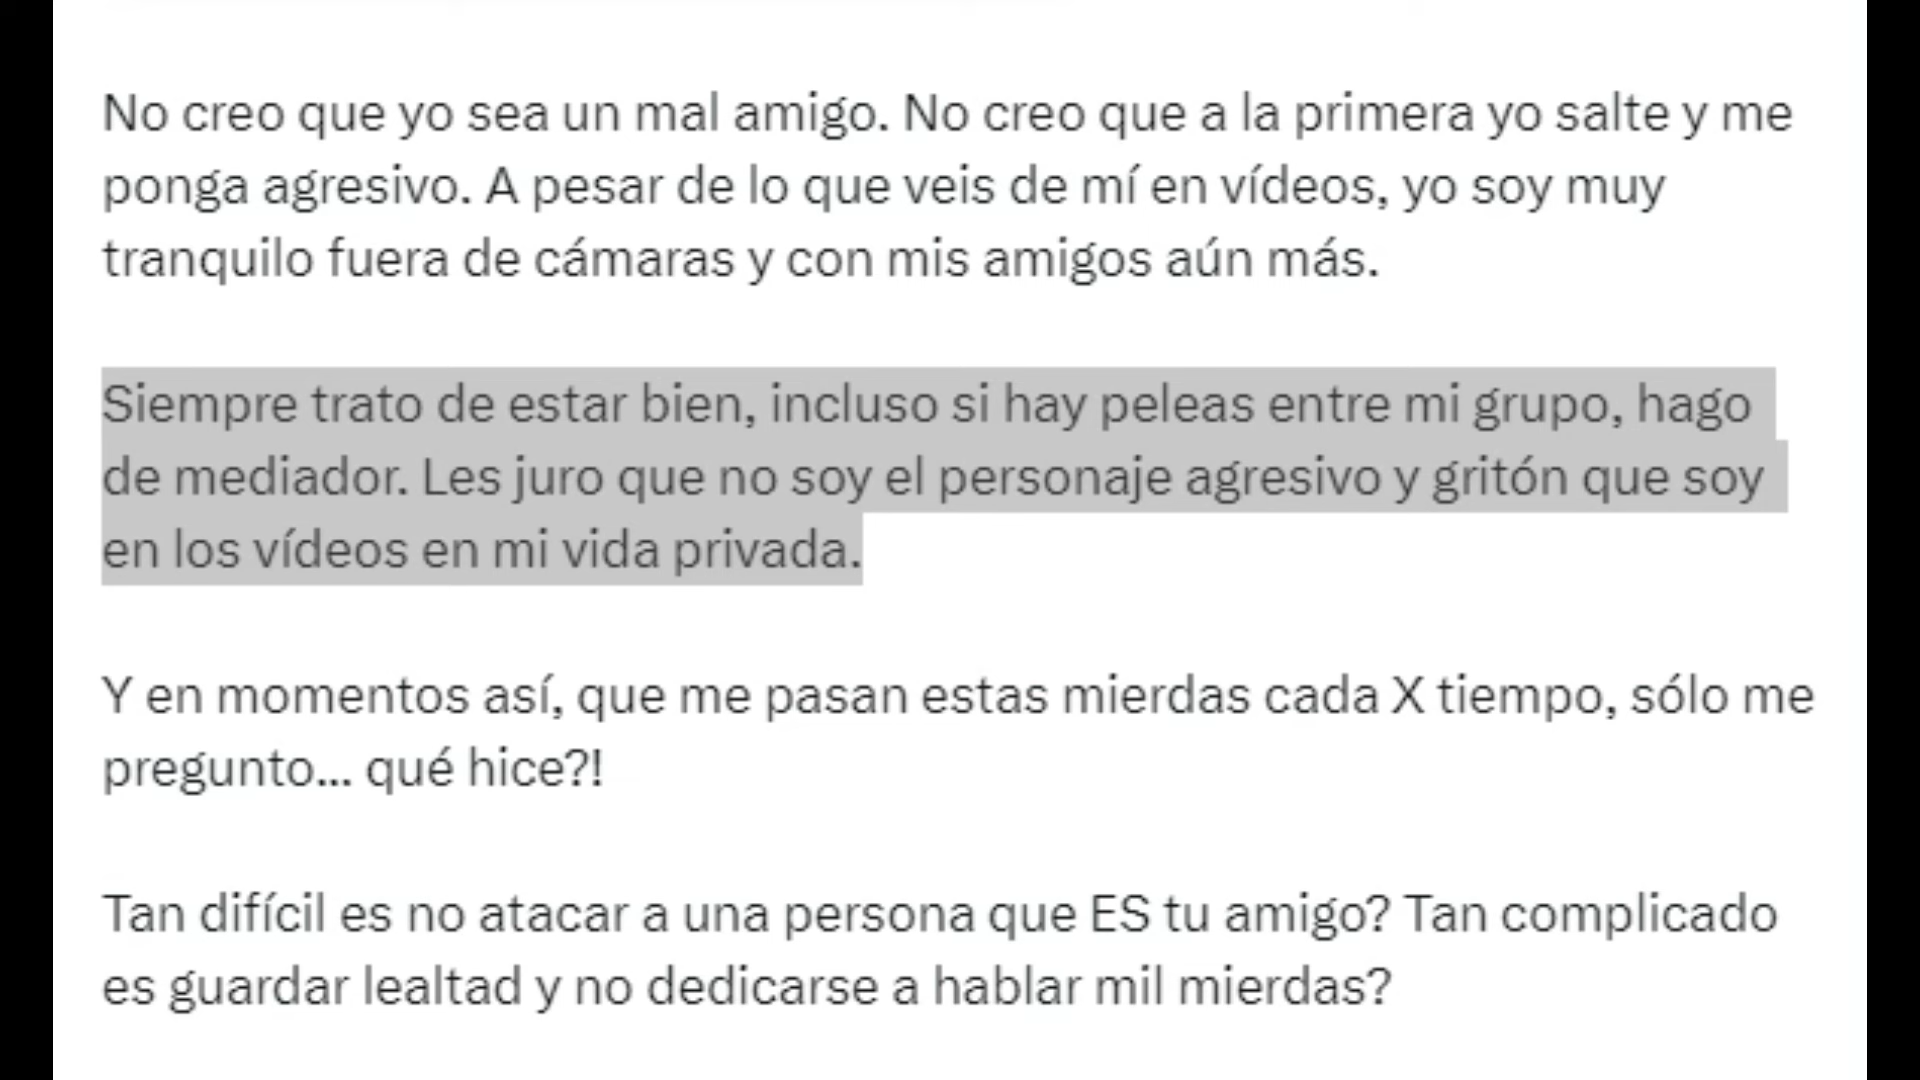 No creo que yo sea un mal amigo. No creo que a la primera yo salte y me
ponga agresivo. A pesar de lo que veis de mí en vídeos, yo soy muy
tranquilo fuera de cámaras y con mis amigos aún más.
Siempre trato de estar bien, incluso si hay peleas entre mi grupo, hago
de mediador. Les juro que no soy el personaje agresivo y gritón que soy
en los vídeos en mi vida privada.
Y en momentos así, que me pasan estas mierdas cada X tiempo, sólo me
pregunto... qué hice?!
Tan difícil es no atacar a una persona que ES tu amigo? Tan complicado
es guardar lealtad y no dedicarse a hablar mil mierdas?